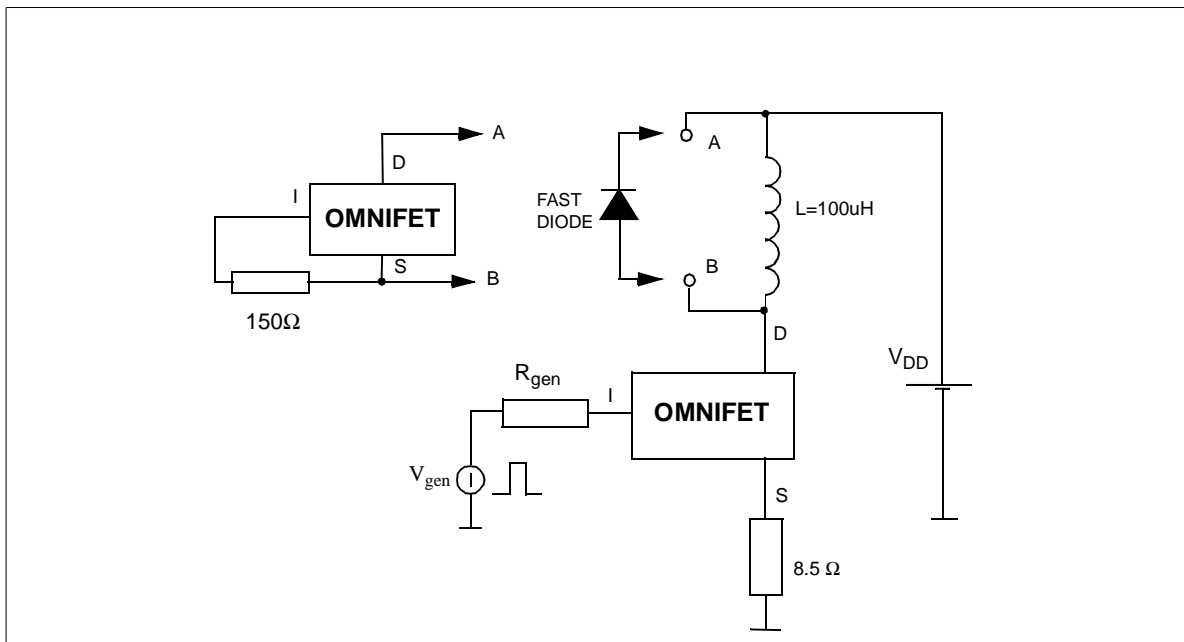 A
D
I
OMNIFET
S
B
150Ω
FAST
DIODE
A
B
L=100uH
D
V_DD
R_gen
I
OMNIFET
V_gen
S
8.5 Ω